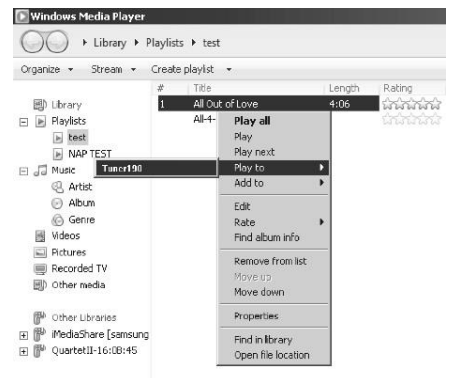 Windows Media Player
Library ▸ Playlists ▸ test
Organize Stream Create playlist
# Title Length Rating
1 All Out of Love 4:06
All-4-
Library
Playlists
test
NAP TEST
Music
Artist
Album
Genre
Videos
Pictures
Recorded TV
Other media
Other Libraries
iMediaShare [samsung
QuartetII-16:0B:45
Tuner190
Play all
Play
Play next
Play to
Add to
Edit
Rate
Find album info
Remove from list
Move up
Move down
Properties
Find in library
Open file location